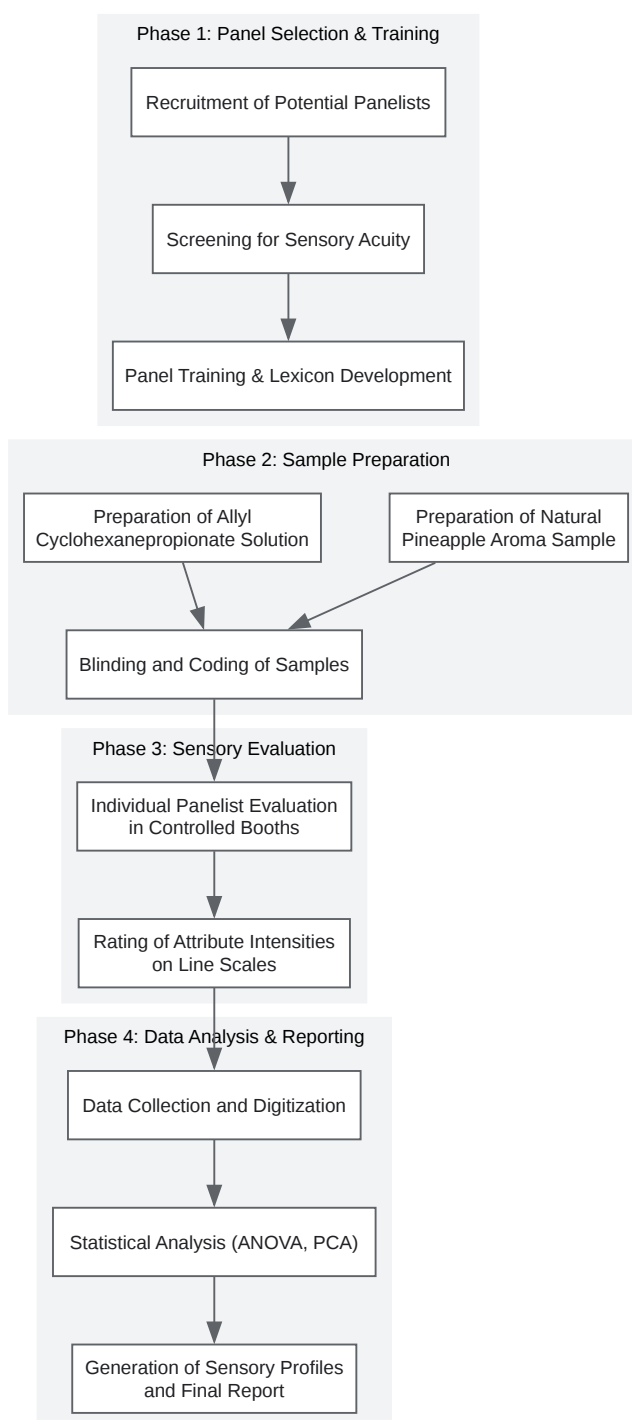 Phase 1: Panel Selection & Training
Recruitment of Potential Panelists
Screening for Sensory Acuity
Panel Training & Lexicon Development
Phase 2: Sample Preparation
Preparation of Allyl
Cyclohexanepropionate Solution
Preparation of Natural
Pineapple Aroma Sample
Blinding and Coding of Samples
Phase 3: Sensory Evaluation
Individual Panelist Evaluation
in Controlled Booths
Rating of Attribute Intensities
on Line Scales
Phase 4: Data Analysis & Reporting
Data Collection and Digitization
Statistical Analysis (ANOVA, PCA)
Generation of Sensory Profiles
and Final Report